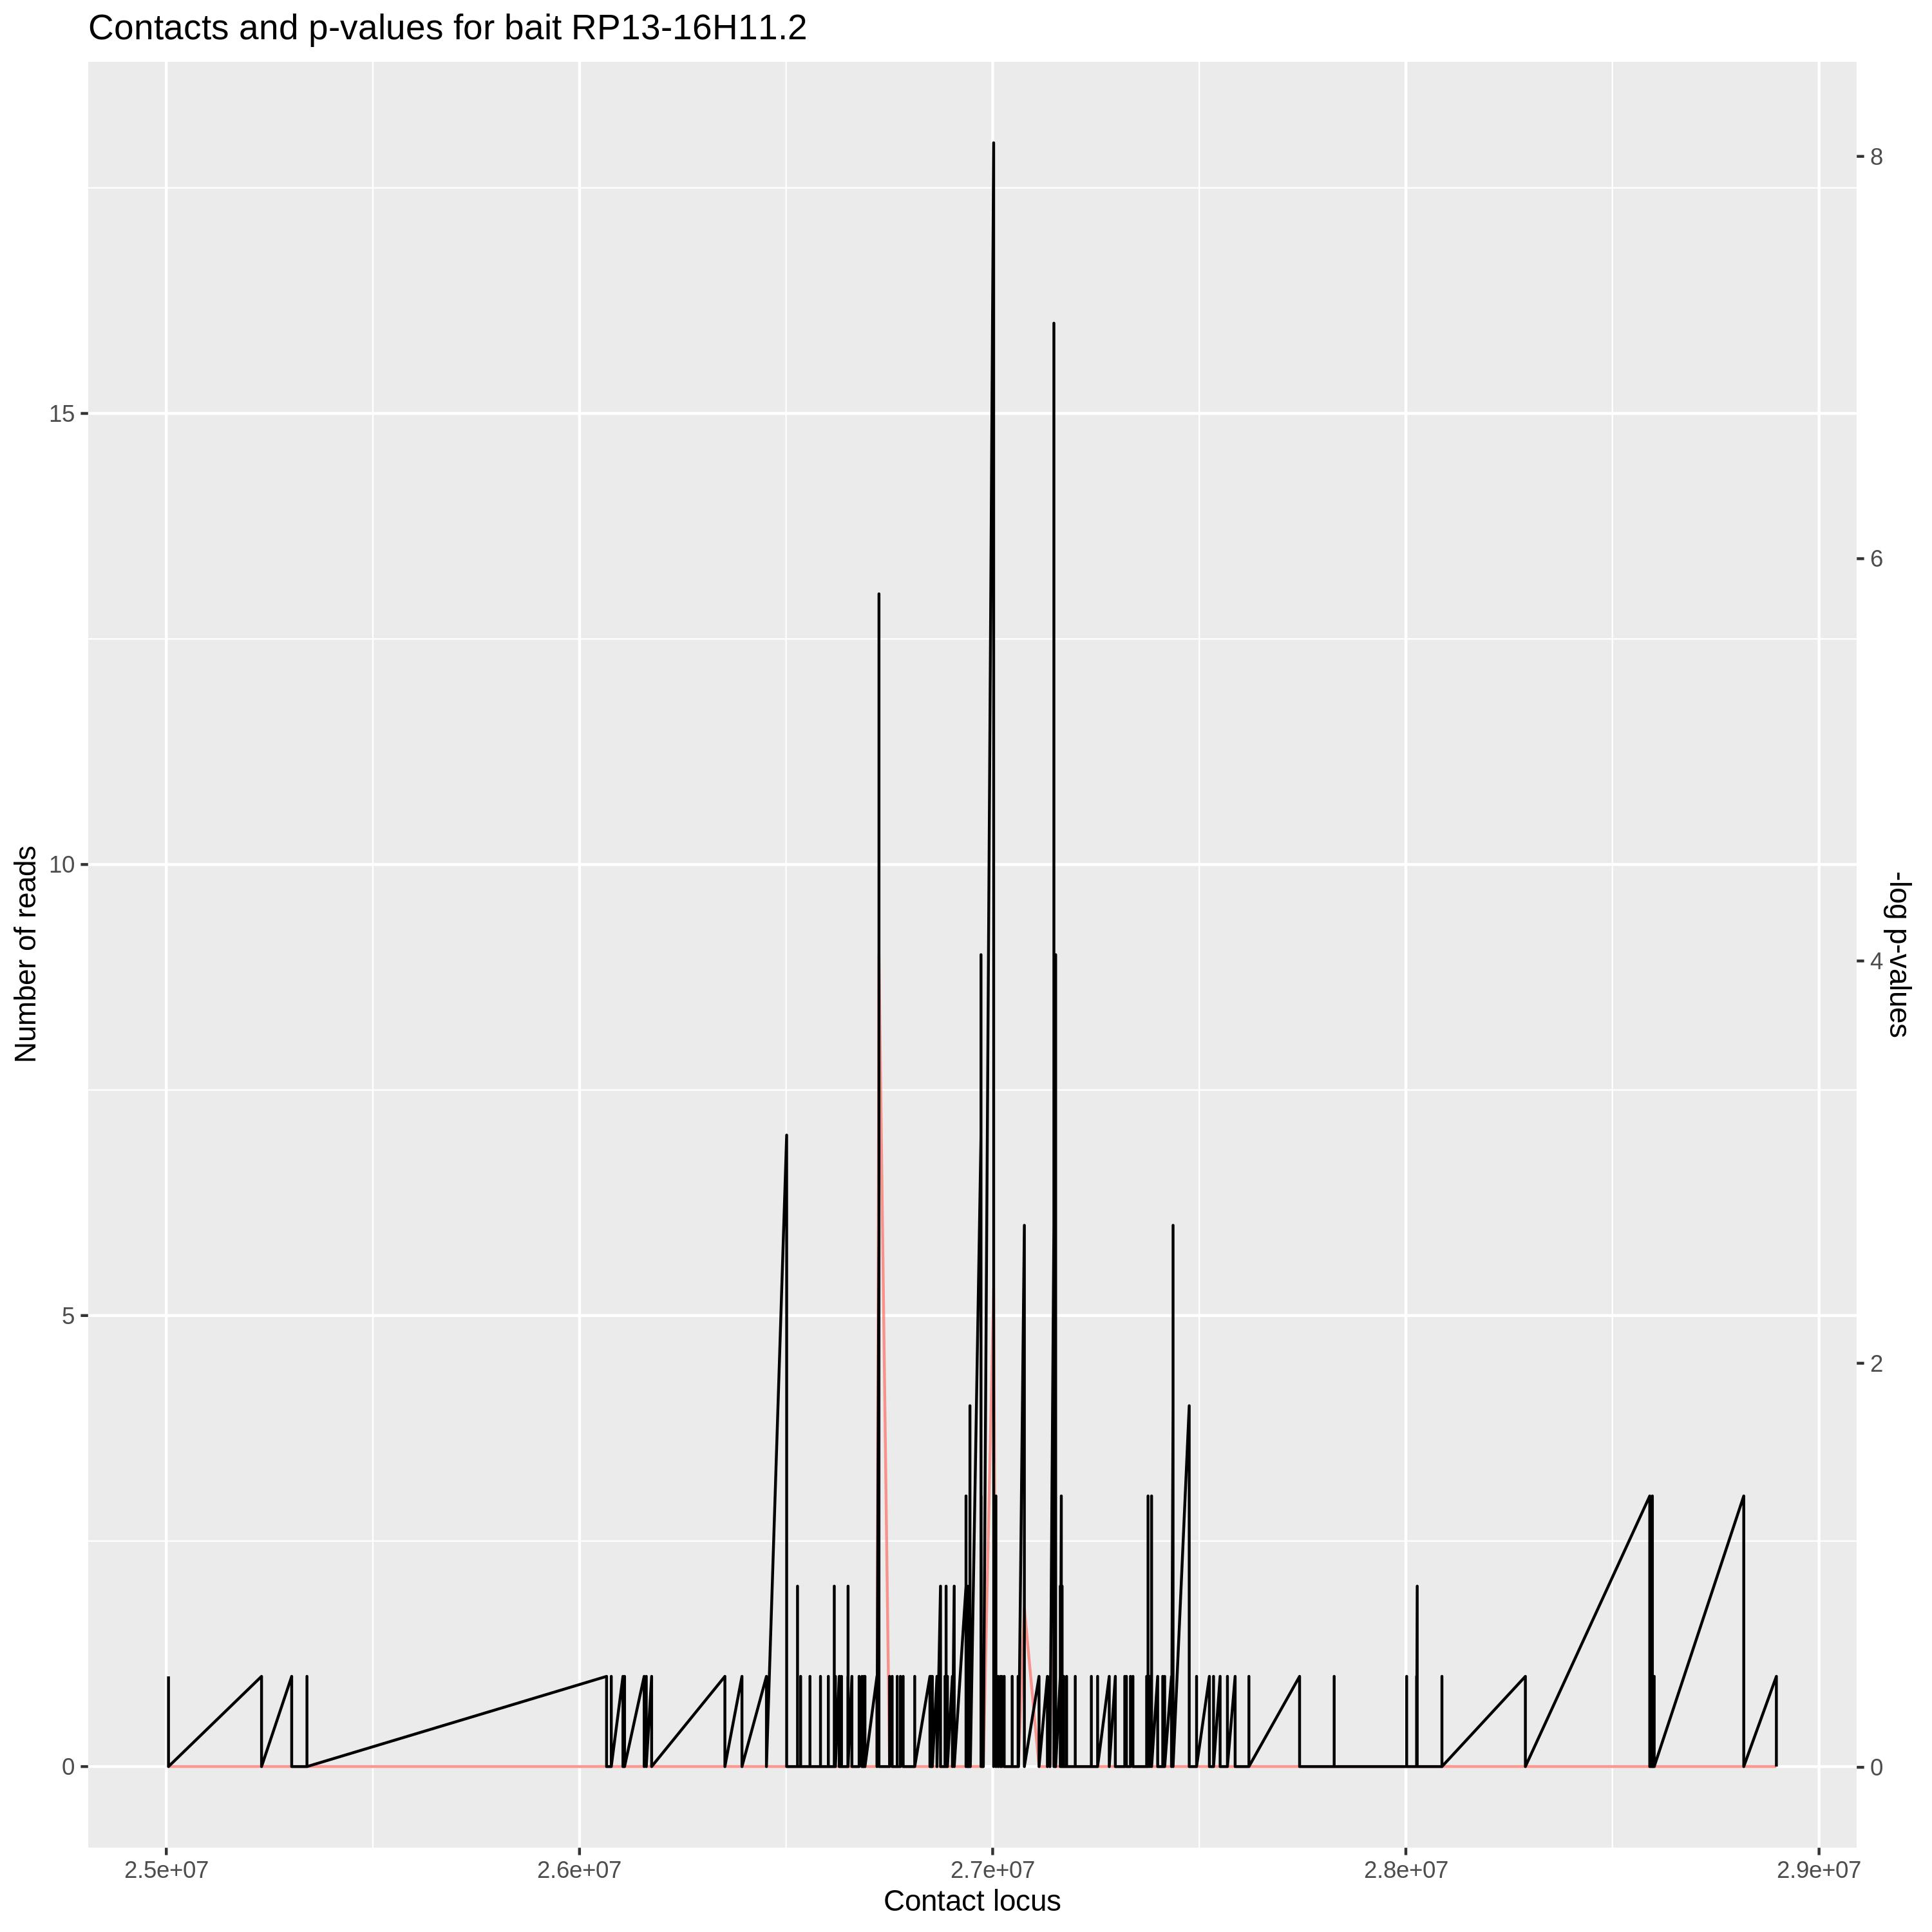 Contacts and p-values for bait RP13-16H11.2
15
10
5
0
Number of reads
8
6
4
2
0
-log p-values
2.5e+07
2.6e+07
2.7e+07
2.8e+07
2.9e+07
Contact locus